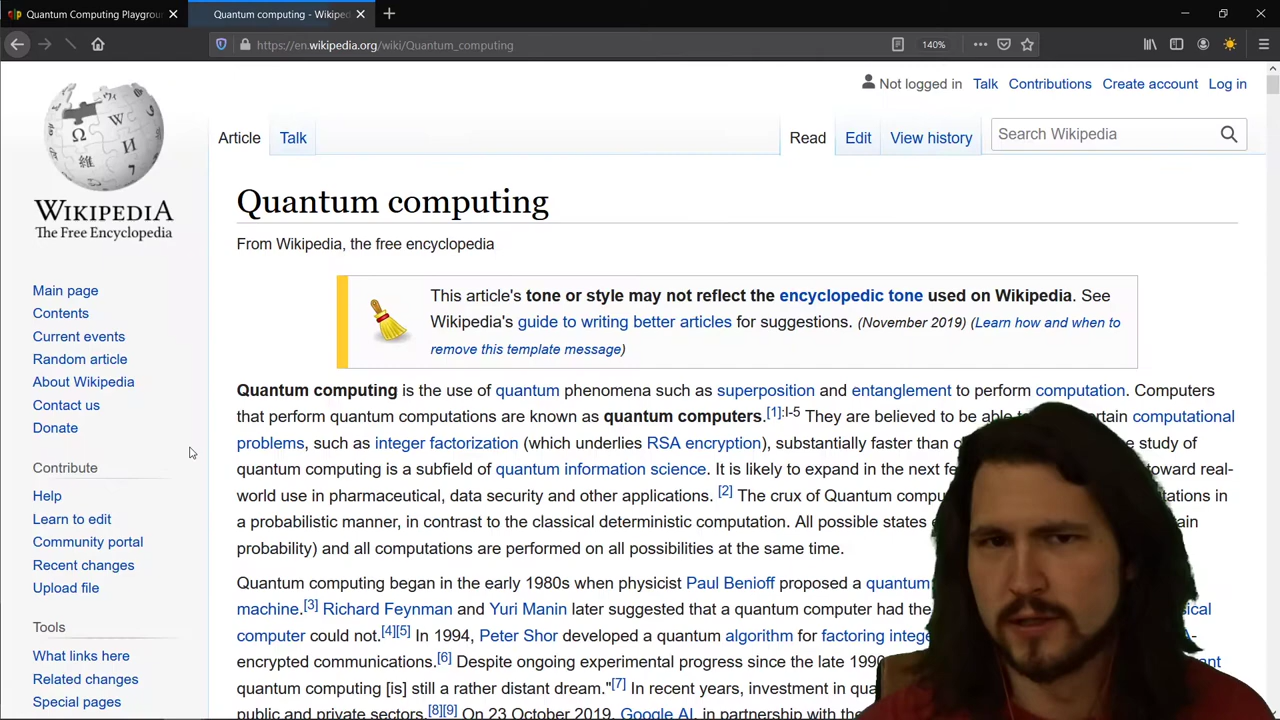 Quantum Computing Playgrou
Quantum computing - Wikiped
https://en.wikipedia.org/wiki/Quantum_computing
140%
Not logged in Talk Contributions Create account Log in
Article Talk Read Edit View history Search Wikipedia
WIKIPEDIA
The Free Encyclopedia
Main page
Contents
Current events
Random article
About Wikipedia
Contact us
Donate
Contribute
Help
Learn to edit
Community portal
Recent changes
Upload file
Tools
What links here
Related changes
Special pages
Quantum computing
From Wikipedia, the free encyclopedia
This article's tone or style may not reflect the encyclopedic tone used on Wikipedia. See
Wikipedia's guide to writing better articles for suggestions. (November 2019) (Learn how and when to
remove this template message)
Quantum computing is the use of quantum phenomena such as superposition and entanglement to perform computation. Computers
that perform quantum computations are known as quantum computers.[1]:I-5 They are believed to be computational
problems, such as integer factorization (which underlies RSA encryption), substantially faster than study of
quantum computing is a subfield of quantum information science. It is likely to expand in the next toward real-
world use in pharmaceutical, data security and other applications. [2] The crux of Quantum in
a probabilistic manner, in contrast to the classical deterministic computation. All possible states
probability) and all computations are performed on all possibilities at the same time.
Quantum computing began in the early 1980s when physicist Paul Benioff proposed a quantum
machine.[3] Richard Feynman and Yuri Manin later suggested that a quantum computer had the
computer could not.[4][5] In 1994, Peter Shor developed a quantum algorithm for factoring
encrypted communications.[6] Despite ongoing experimental progress since the late
quantum computing [is] still a rather distant dream."[7] In recent years, investment in
public and private sectors.[8][9] On 23 October 2019, Google AI, in partnership with the